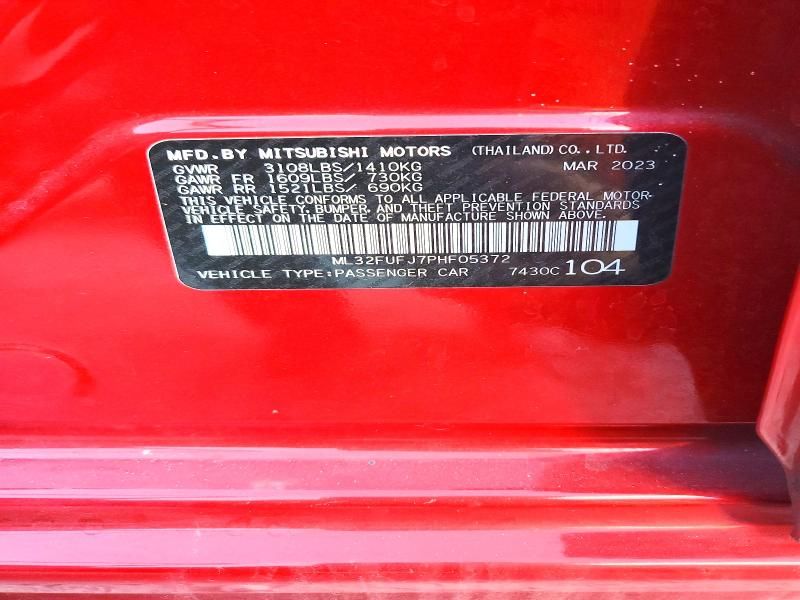 MFD.BY MITSUBISHI MOTORS (THAILAND)CO.,LTD.
GVWR 3108LBS/1410KG MAR 2023
GAWR FR 1609LBS/ 730KG
GAWR RR 1521LBS/ 690KG
THIS VEHICLE CONFORMS TO ALL APPLICABLE FEDERAL MOTOR-
VEHICLE SAFETY, BUMPER, AND THEFT PREVENTION STANDARDS
IN EFFECT ON THE DATE OF MANUFACTURE SHOWN ABOVE.
ML32FUFJ7PHF05372
VEHICLE TYPE:PASSENGER CAR 7430C 104